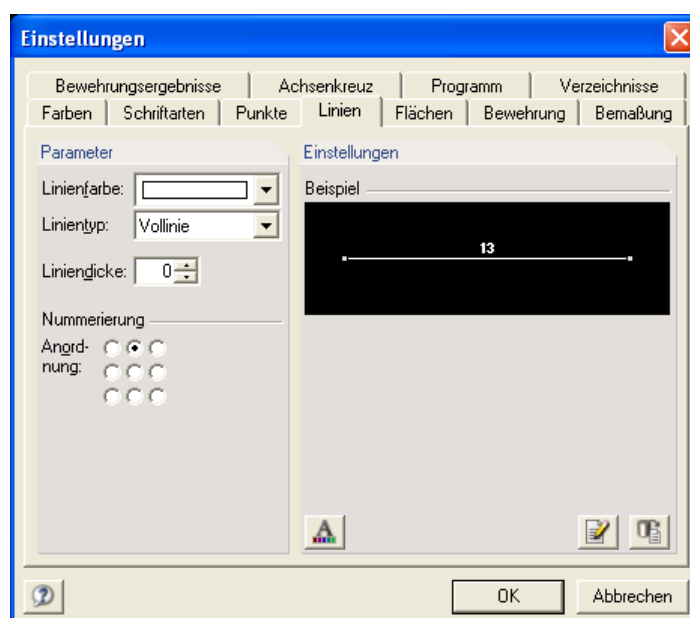 Einstellungen
Bewehrungsergebnisse Achsenkreuz Programm Verzeichnisse
Farben Schriftarten Punkte Linien Flächen Bewehrung Bemaßung
Parameter
Linienfarbe:
Linientyp: Vollinie
Liniendicke: 0
Nummerierung
Anord-
nung:
Einstellungen
Beispiel
13
A
OK Abbrechen